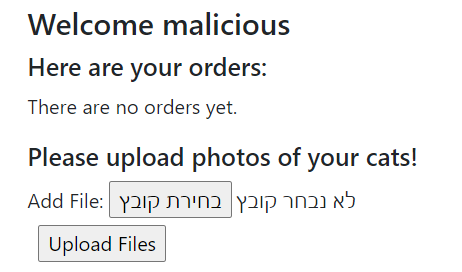 Welcome malicious
Here are your orders:
There are no orders yet.
Please upload photos of your cats!
Add File: בחירת קובץ לא נבחר קובץ
Upload Files